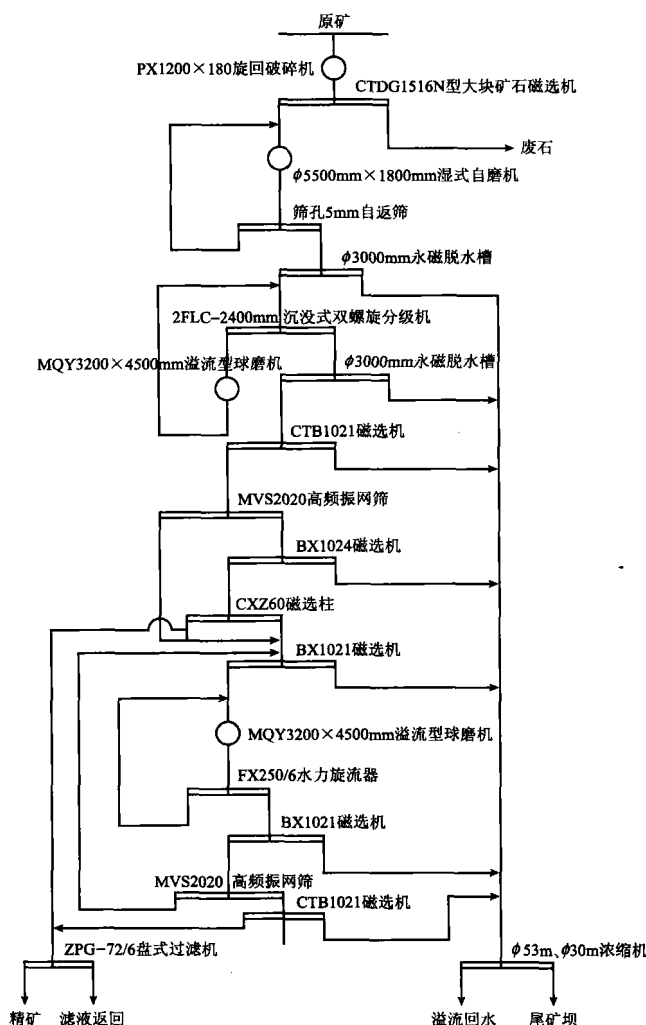 原矿
PX1200×180旋回破碎机
CTDG1516N型大块矿石磁选机
废石
ϕ5500mm×1800mm湿式自磨机
筛孔5mm自返筛
ϕ3000mm永磁脱水槽
2FLC-2400mm 沉没式双螺旋分级机
MQY3200×4500mm溢流型球磨机
ϕ3000mm永磁脱水槽
CTB1021磁选机
MVS2020高频振网筛
BX1024磁选机
CXZ60磁选柱
BX1021磁选机
MQY3200×4500mm溢流型球磨机
FX250/6水力旋流器
BX1021磁选机
MVS2020 高频振网筛
CTB1021磁选机
ZPG-72/6盘式过滤机
ϕ53m、ϕ30m浓缩机
精矿 滤液返回 溢流回水 尾矿坝